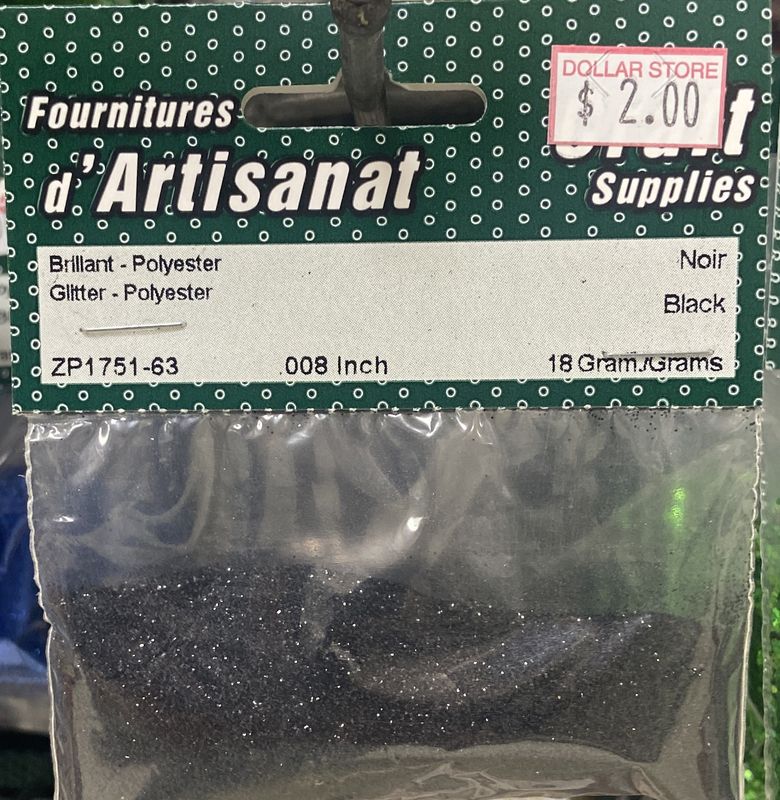 Fournitures
d'Artisanat
DOLLAR STORE
$ 2.00
Supplies
Brillant - Polyester
Glitter - Polyester
Noir
Black
ZP1751-63 .008 Inch 18 Gram./Grams